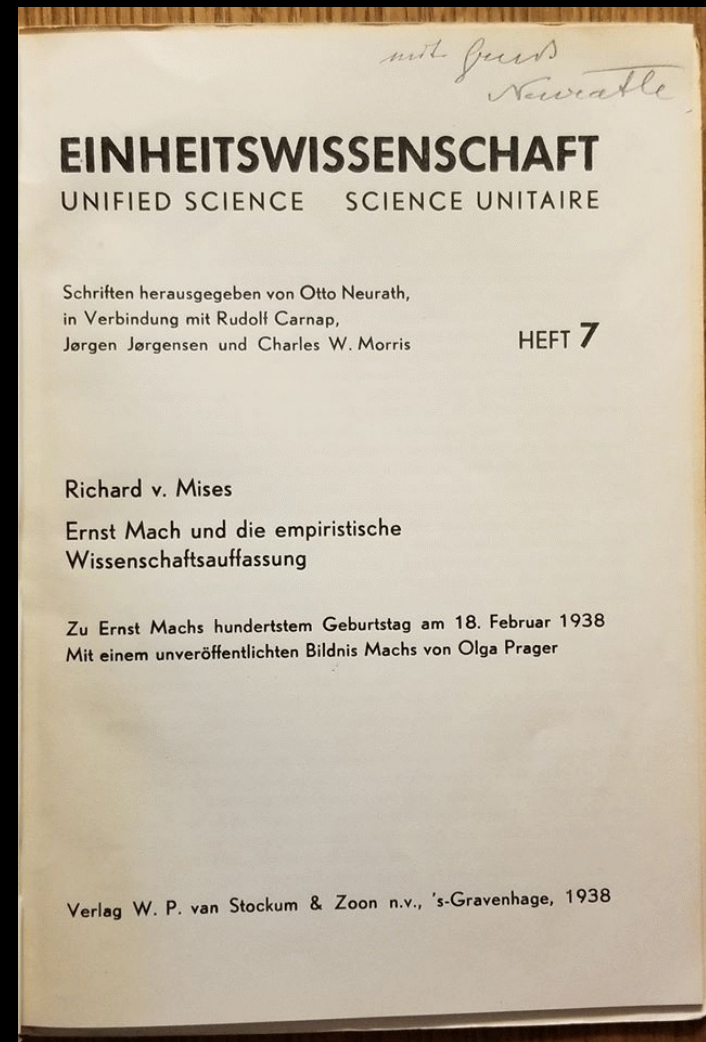 mit Gruß
Neurath
EINHEITSWISSENSCHAFT
UNIFIED SCIENCE SCIENCE UNITAIRE
Schriften herausgegeben von Otto Neurath,
in Verbindung mit Rudolf Carnap,
Jørgen Jørgensen und Charles W. Morris
HEFT 7
Richard v. Mises
Ernst Mach und die empiristische
Wissenschaftsauffassung
Zu Ernst Machs hundertstem Geburtstag am 18. Februar 1938
Mit einem unveröffentlichten Bildnis Machs von Olga Prager
Verlag W. P. van Stockum & Zoon n.v., 's-Gravenhage, 1938